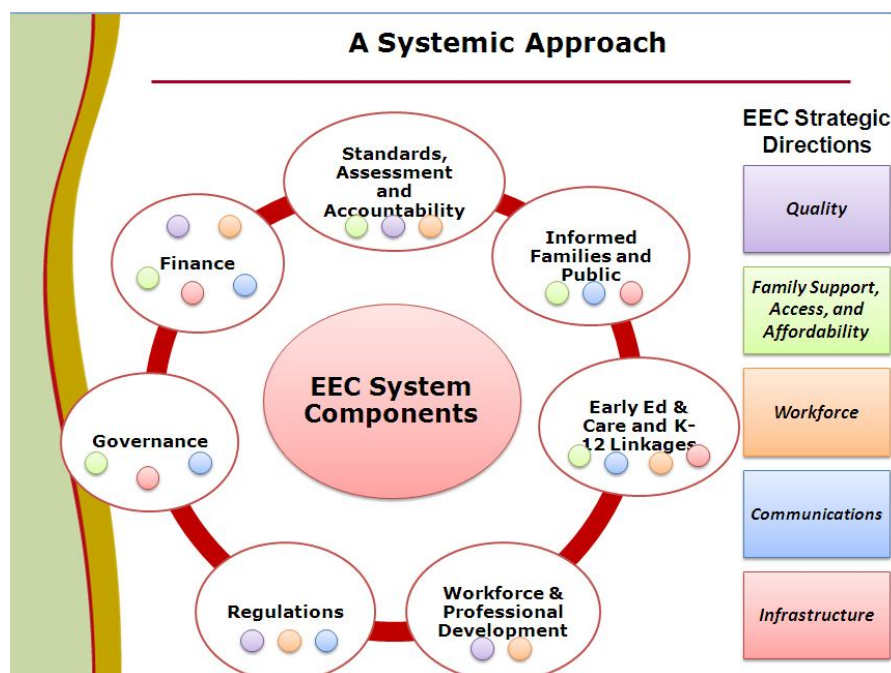 A Systemic Approach
Standards,
Assessment
and
Accountability
Informed
Families and
Public
Early Ed &
Care and K-
12 Linkages
Workforce &
Professional
Development
Regulations
Governance
Finance
EEC System
Components
EEC Strategic
Directions
Quality
Family Support,
Access, and
Affordability
Workforce
Communications
Infrastructure